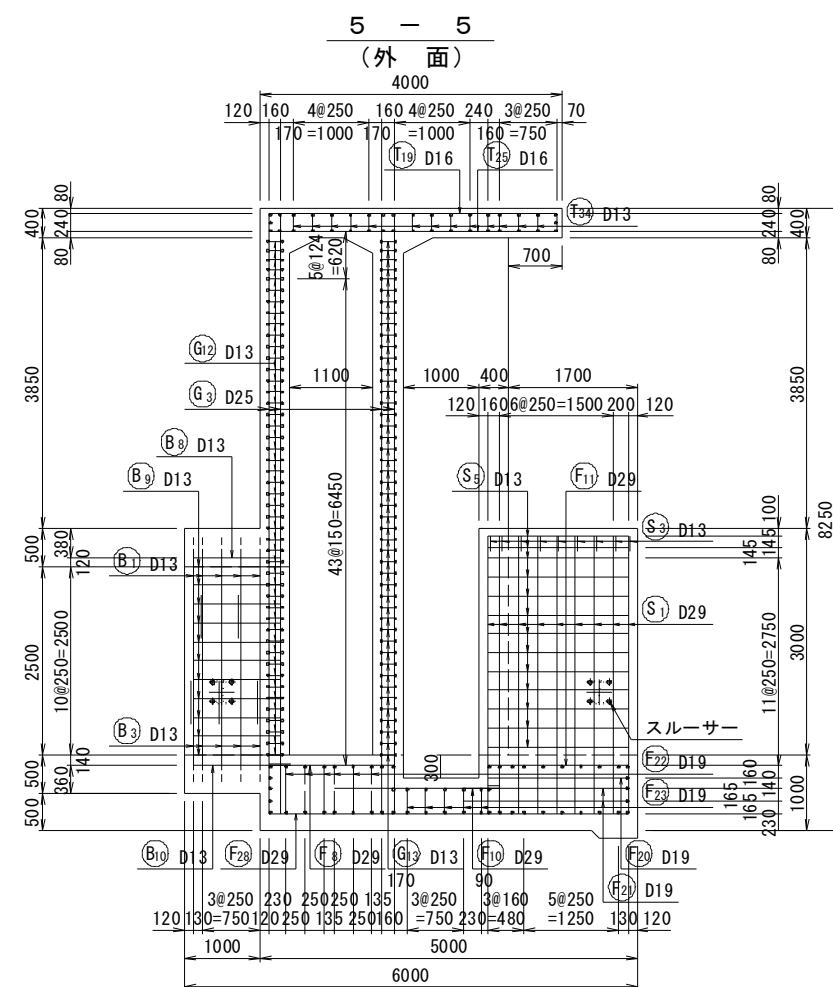 5 － 5
(外 面)
4000
120 160 4@250 160 4@250 240 3@250 70
170 =1000 170 =1000 160 =750
T19 D16 T25 D16
T34 D13
80
240
400
80
80
240
400
80
5@124
=620
700
G12 D13
3850
3850
1100
1000 400 1700
G3 D25
120 160 6@250=1500 200 120
B8 D13
B9 D13
S5 D13 F11 D29
S3 D13
43@150=6450
8250
500
380
120
100
145
145
B1 D13
S1 D29
2500
10@250=2500
11@250=2750
3000
スルーサー
B3 D13
140
300
F22 D19
500
360
160
140
F23 D19
165
165
1000
500
230
B10 D13 F28 D29 F8 D29 G13 D13 F10 D29 F20 D19
F21 D19
170 90
3@250 230 250 250 135 3@250 3@160 5@250
120 130 =750 120 250 135 250 160 =750 230 =480 =1250 130 120
1000 5000
6000